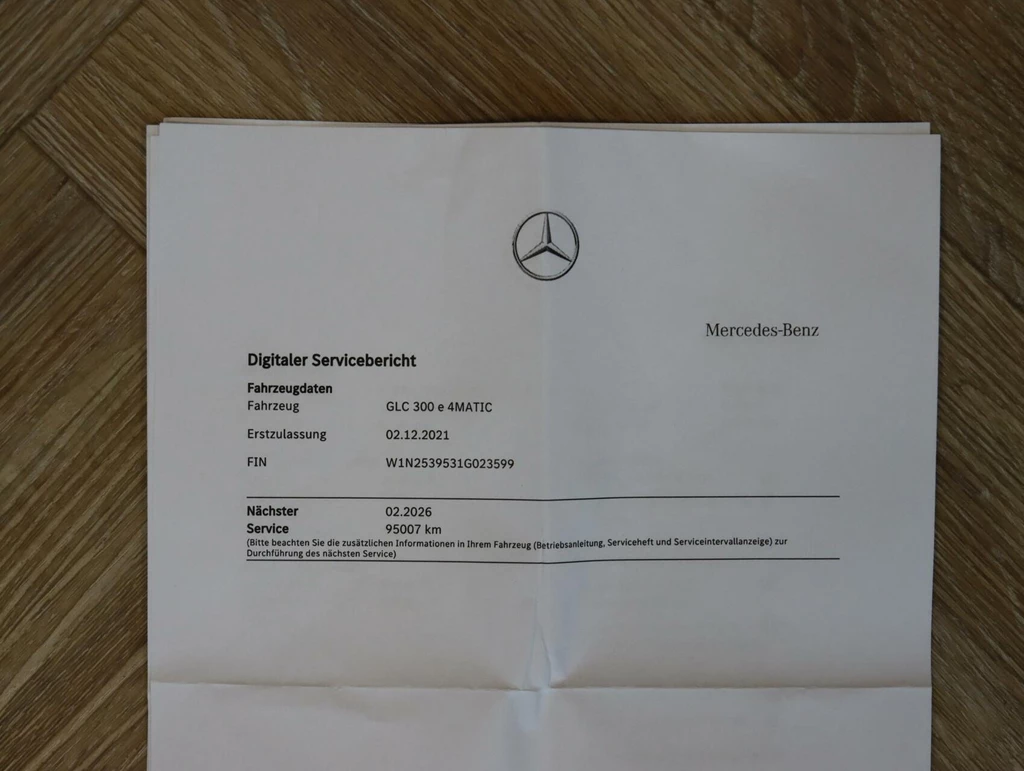 Mercedes-Benz
Digitaler Servicebericht
Fahrzeugdaten
Fahrzeug GLC 300 e 4MATIC
Erstzulassung 02.12.2021
FIN W1N2539531G023599
Nächster 02.2026
Service 95007 km
(Bitte beachten Sie die zusätzlichen Informationen in Ihrem Fahrzeug (Betriebsanleitung, Serviceheft und Serviceintervallanzeige) zur
Durchführung des nächsten Service)